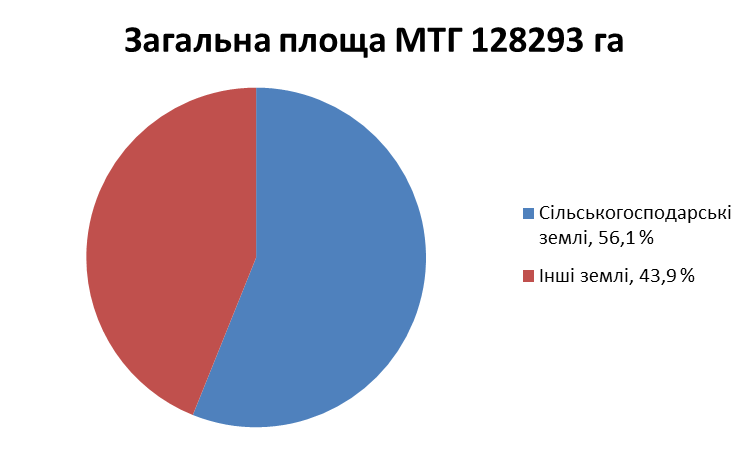 Загальна площа МТГ 128293 га
Сільськогосподарські
землі, 56,1 %
Інші землі, 43,9 %